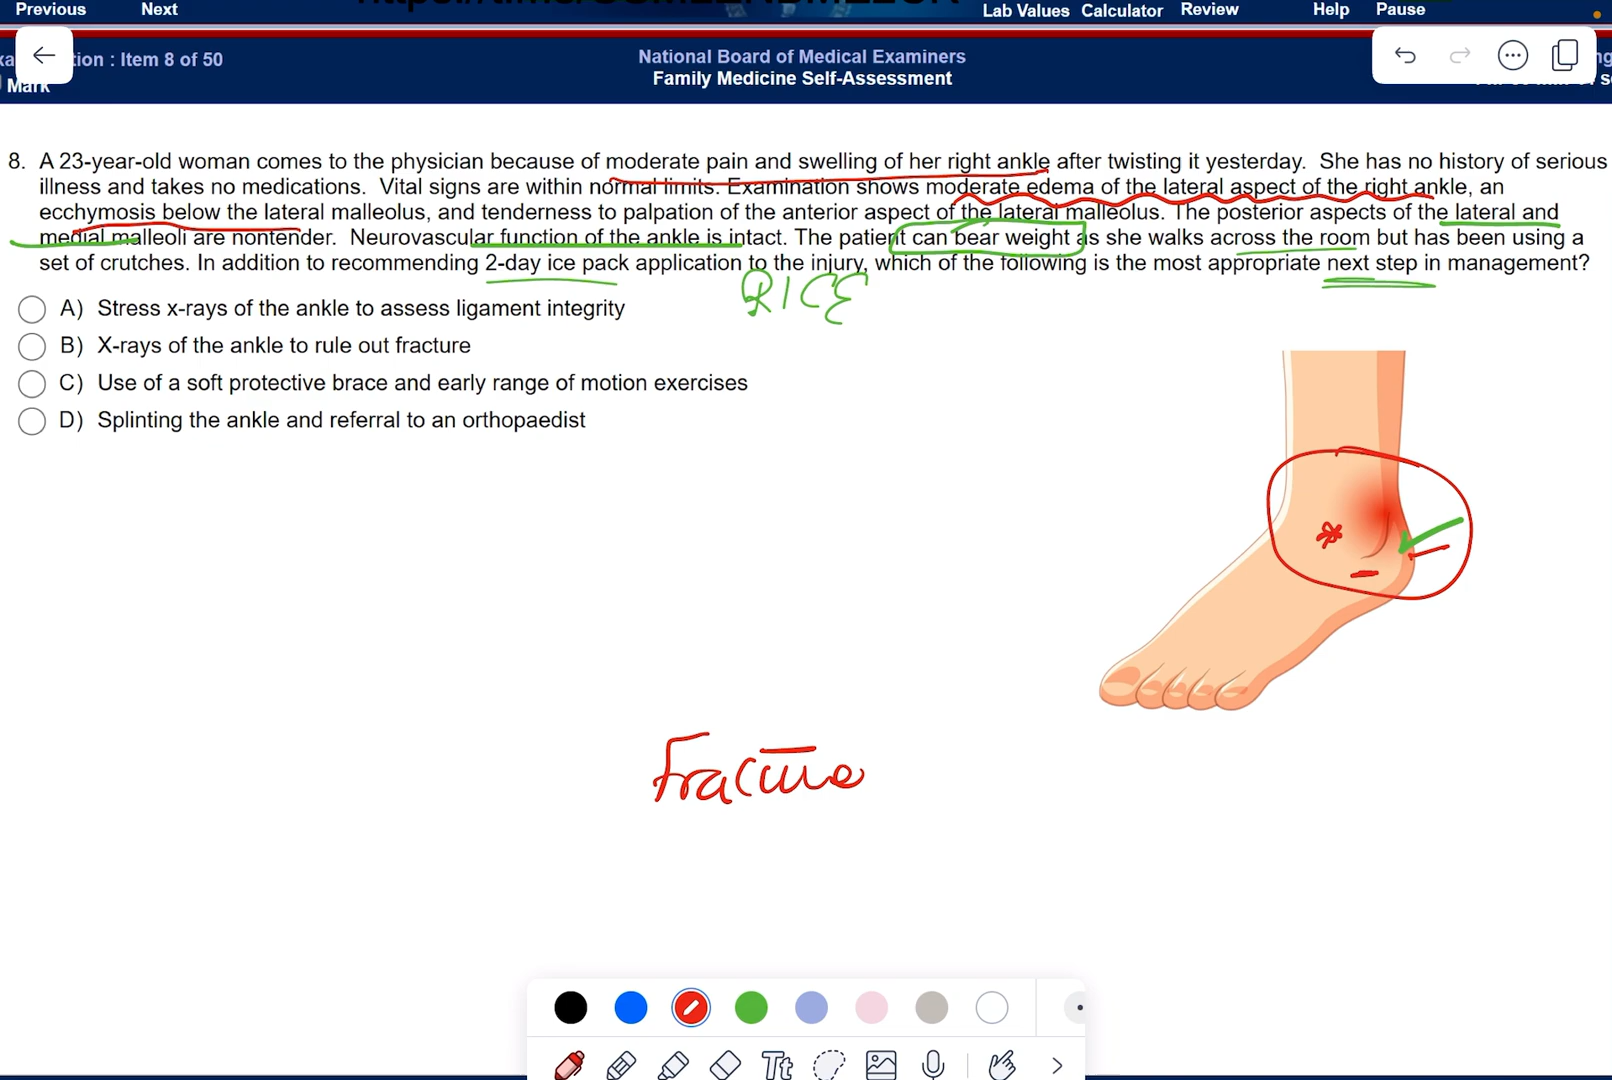 Previous Next Lab Values Calculator Review Help Pause
tion : Item 8 of 50
Mark
National Board of Medical Examiners
Family Medicine Self-Assessment
8. A 23-year-old woman comes to the physician because of moderate pain and swelling of her right ankle after twisting it yesterday. She has no history of serious
illness and takes no medications. Vital signs are within normal limits. Examination shows moderate edema of the lateral aspect of the right ankle, an
ecchymosis below the lateral malleolus, and tenderness to palpation of the anterior aspect of the lateral malleolus. The posterior aspects of the lateral and
medial malleoli are nontender. Neurovascular function of the ankle is intact. The patient can bear weight as she walks across the room but has been using a
set of crutches. In addition to recommending 2-day ice pack application to the injury, which of the following is the most appropriate next step in management?
RICE
A) Stress x-rays of the ankle to assess ligament integrity
B) X-rays of the ankle to rule out fracture
C) Use of a soft protective brace and early range of motion exercises
D) Splinting the ankle and referral to an orthopaedist
Fracture
Tt